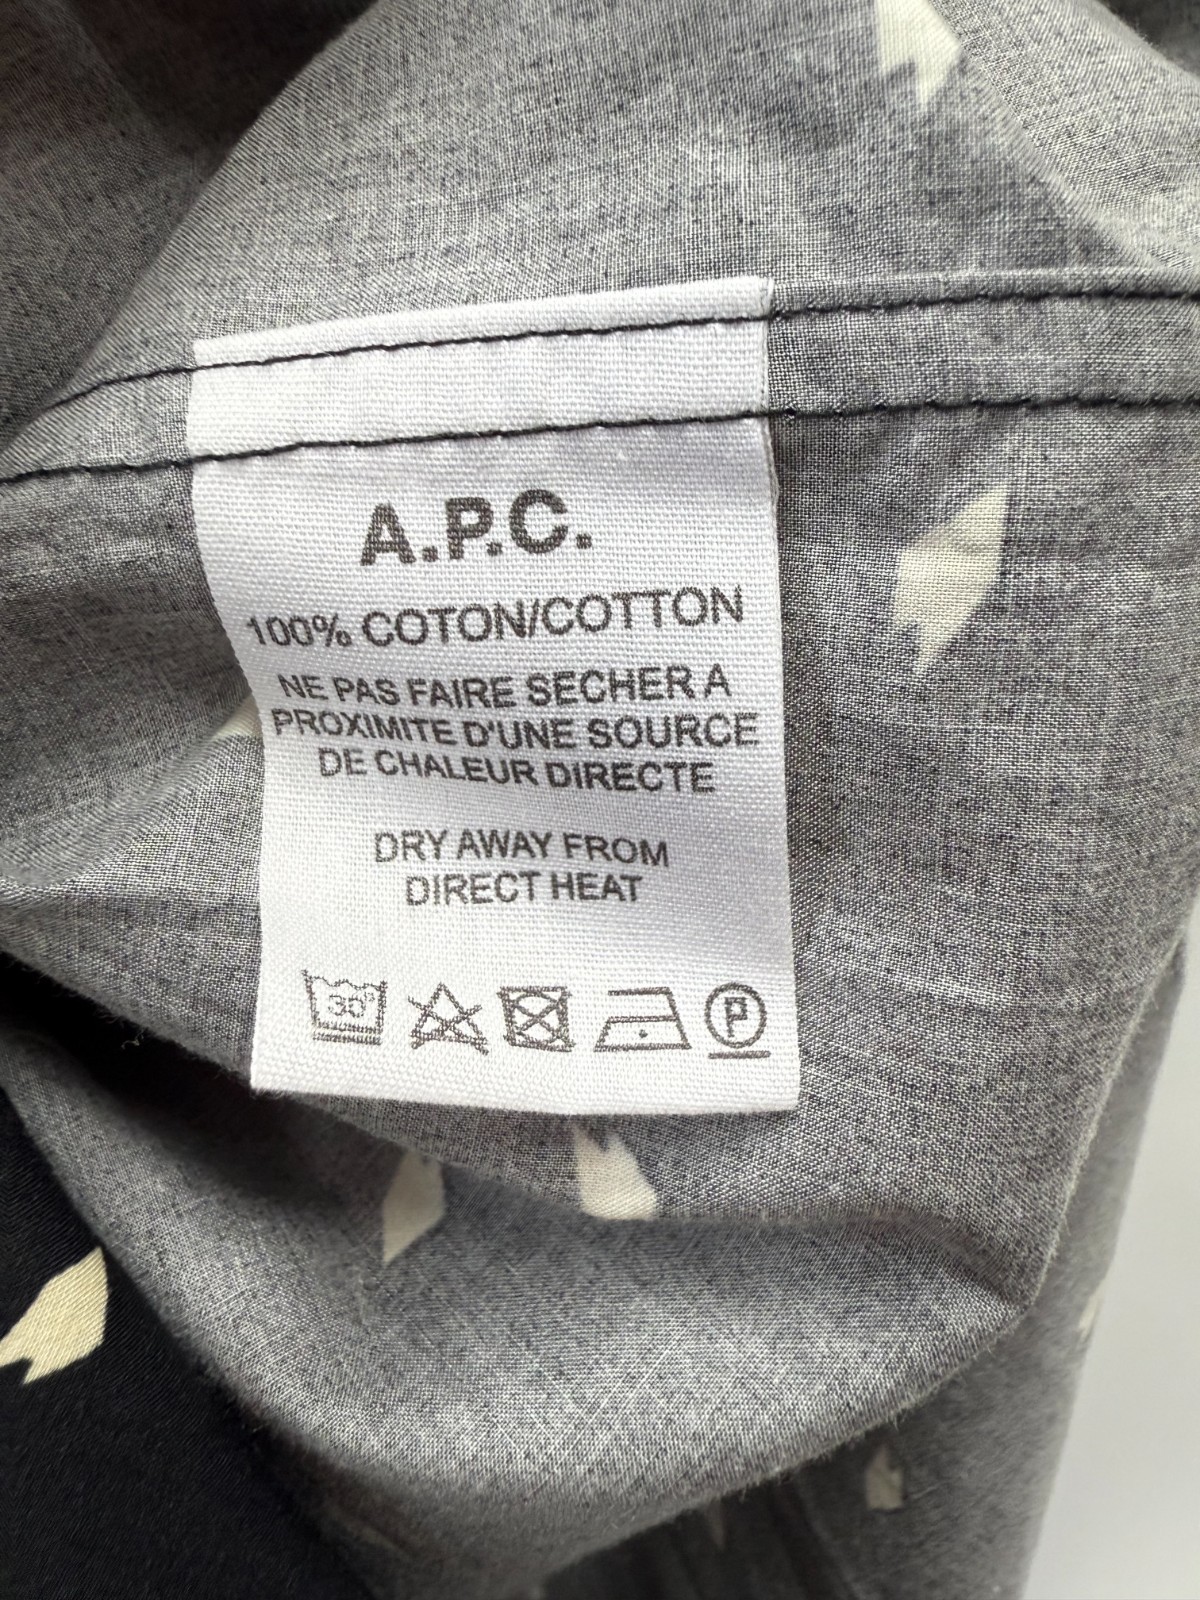 A.P.C.
100% COTON/COTTON
NE PAS FAIRE SECHER A
PROXIMITE D'UNE SOURCE
DE CHALEUR DIRECTE
DRY AWAY FROM
DIRECT HEAT
30° P